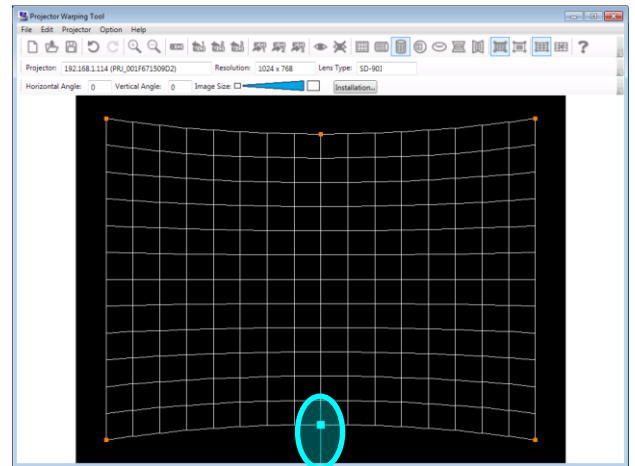 Projector Warping Tool
File Edit Projector Option Help
Projector: 192.168.1.114 (PRJ_001F671509D2) Resolution: 1024 x 768 Lens Type: SD-903
Horizontal Angle: 0 Vertical Angle: 0 Image Size: Installation...